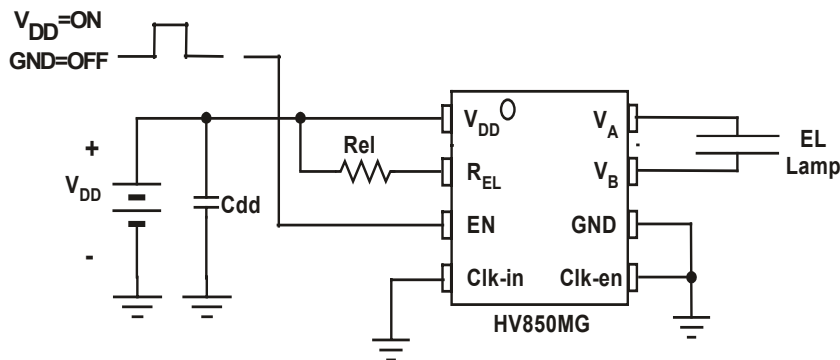 VDD=ON
GND=OFF
+
VDD
-
Cdd
Rel
VDD
REL
EN
Clk-in
VA
VB
GND
Clk-en
HV850MG
EL
Lamp